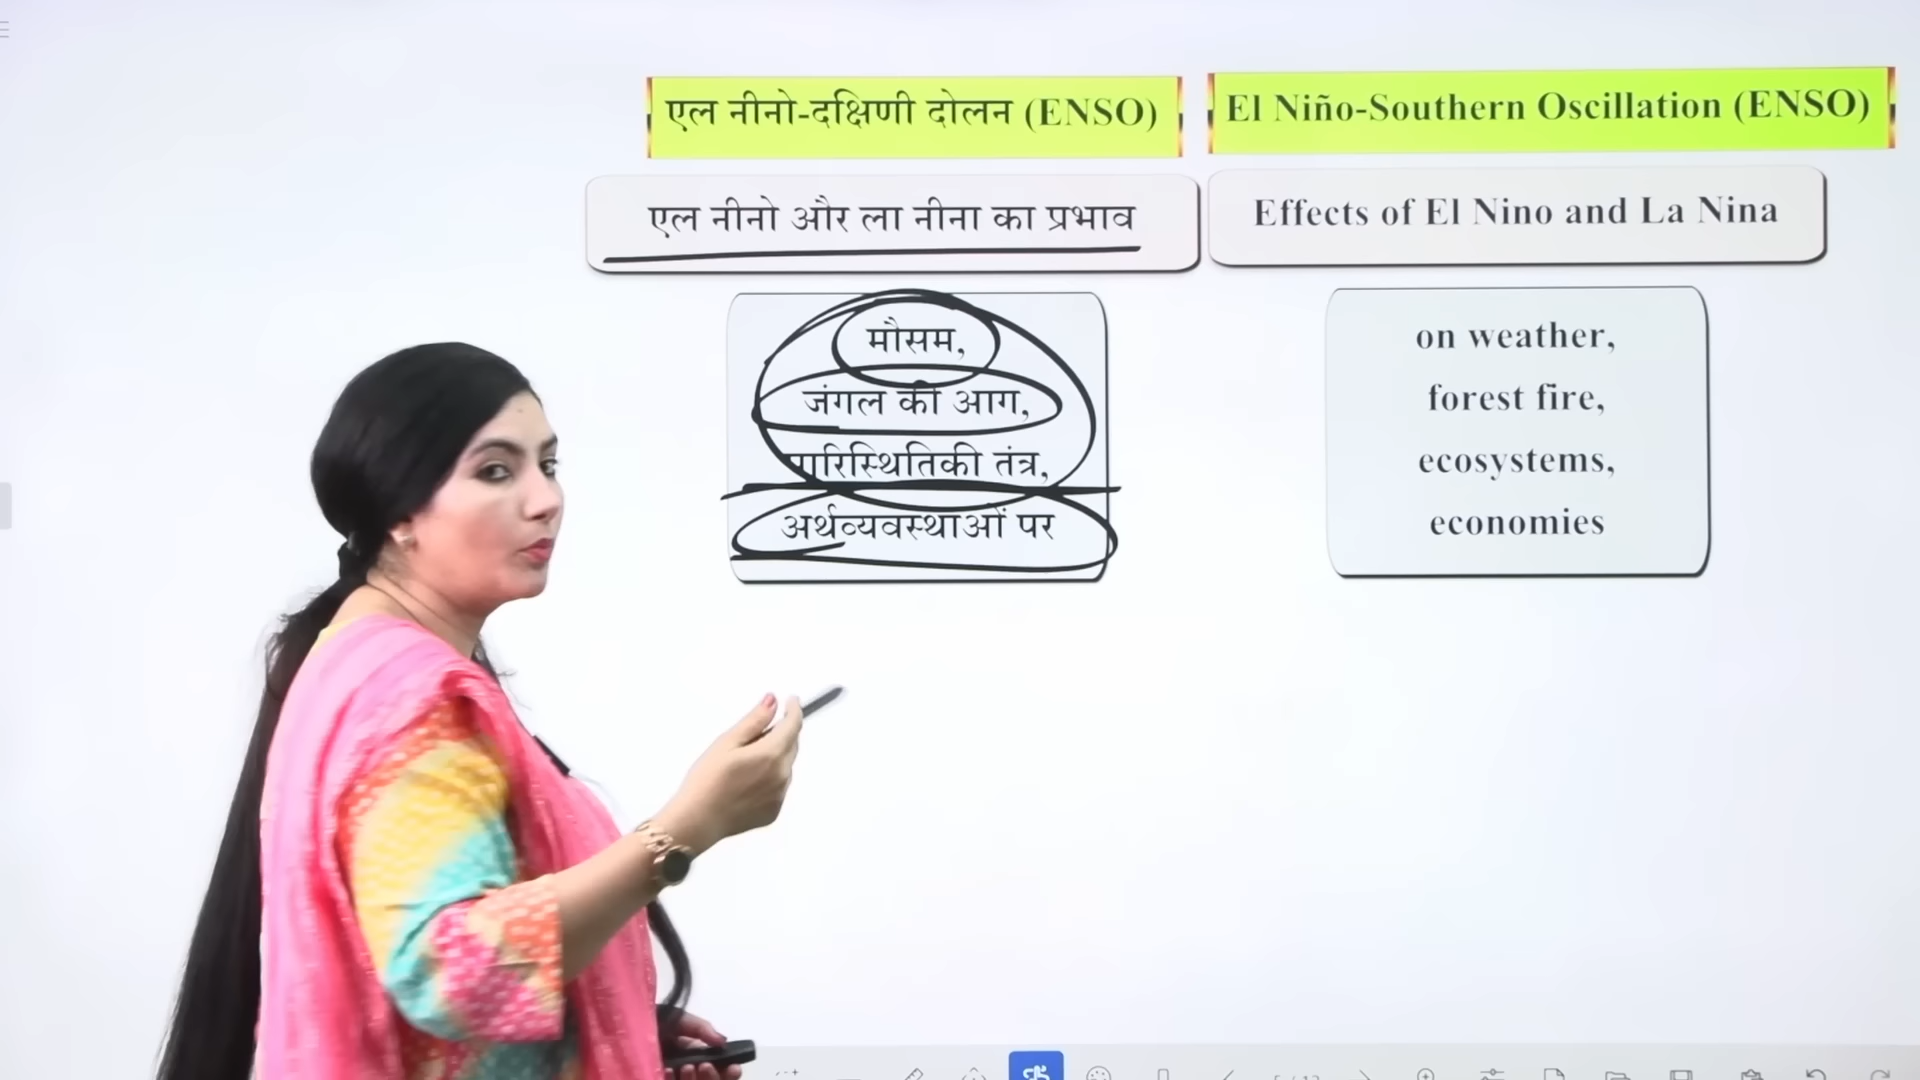 एल नीनो-दक्षिणी दोलन (ENSO)
El Niño-Southern Oscillation (ENSO)
एल नीनो और ला नीना का प्रभाव
Effects of El Nino and La Nina
मौसम,
जंगल की आग,
पारिस्थितिकी तंत्र,
अर्थव्यवस्थाओं पर
on weather,
forest fire,
ecosystems,
economies